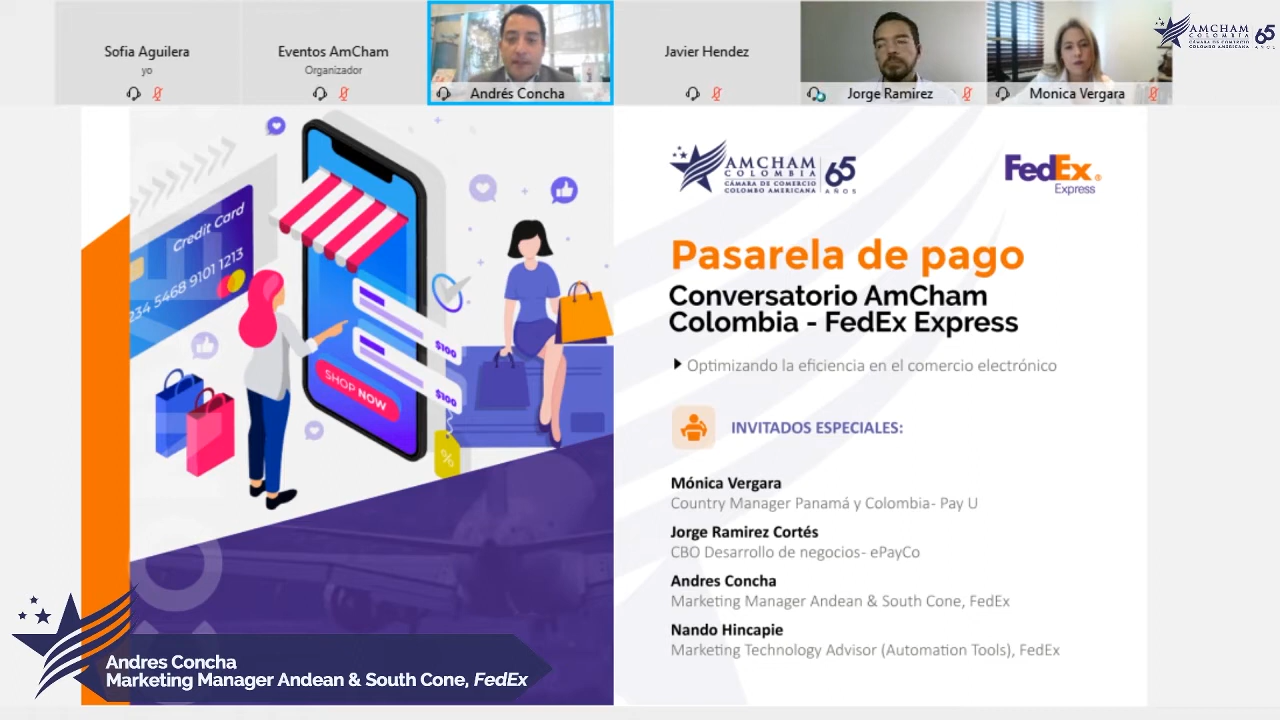 Sofia Aguilera
yo
Eventos AmCham
Organizador
Andrés Concha
Javier Hendez
Jorge Ramirez
Monica Vergara
AMCHAM
COLOMBIA
65
AMCHAM
COLOMBIA
CÁMARA DE COMERCIO
COLOMBO AMERICANA
65
AÑOS
FedEx®
Express
Credit Card
234 5468 9101 1213
$100
$100
SHOP NOW
%
Pasarela de pago
Conversatorio AmCham
Colombia - FedEx Express
Optimizando la eficiencia en el comercio electrónico
INVITADOS ESPECIALES:
Mónica Vergara
Country Manager Panamá y Colombia- Pay U
Jorge Ramirez Cortés
CBO Desarrollo de negocios- ePayCo
Andres Concha
Marketing Manager Andean & South Cone, FedEx
Nando Hincapie
Marketing Technology Advisor (Automation Tools), FedEx
Andres Concha
Marketing Manager Andean & South Cone, FedEx